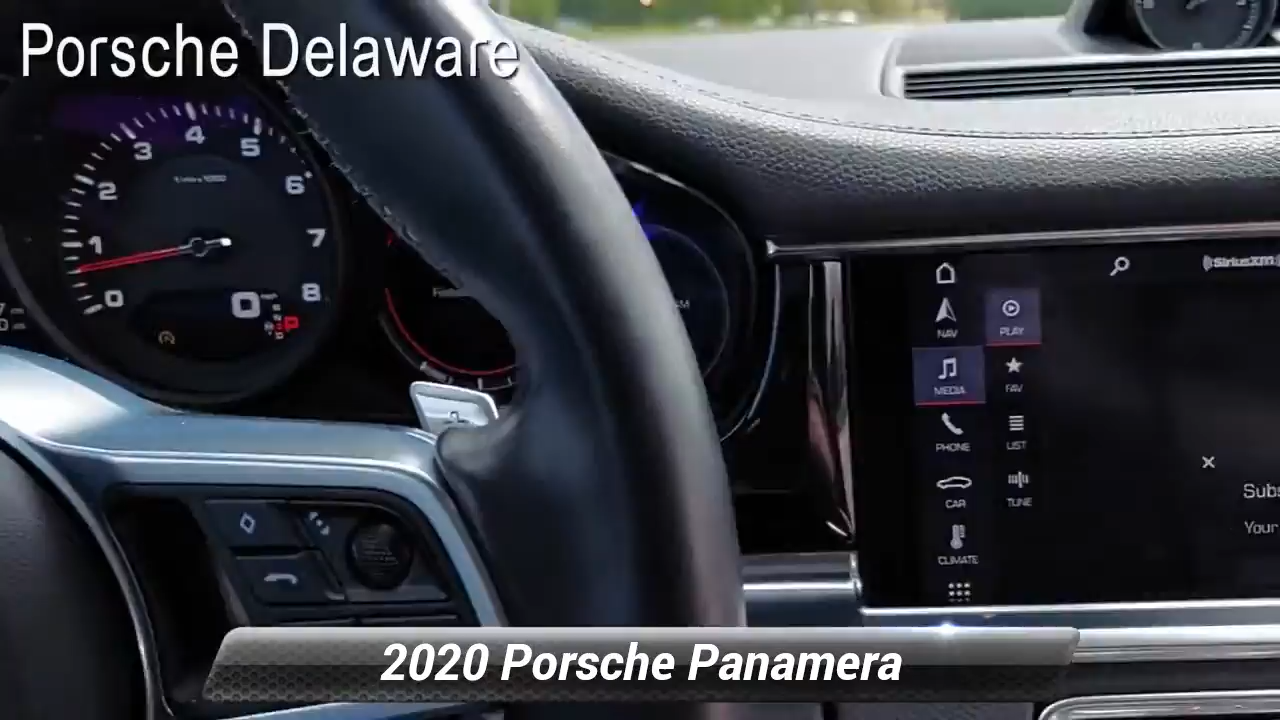 Porsche Delaware
4
3
5
2
6
1
7
0
8
0
P
SiriusXM
NAV
PLAY
MEDIA
FAV
PHONE
LIST
CAR
TUNE
CLIMATE
Subs
Your
2020 Porsche Panamera